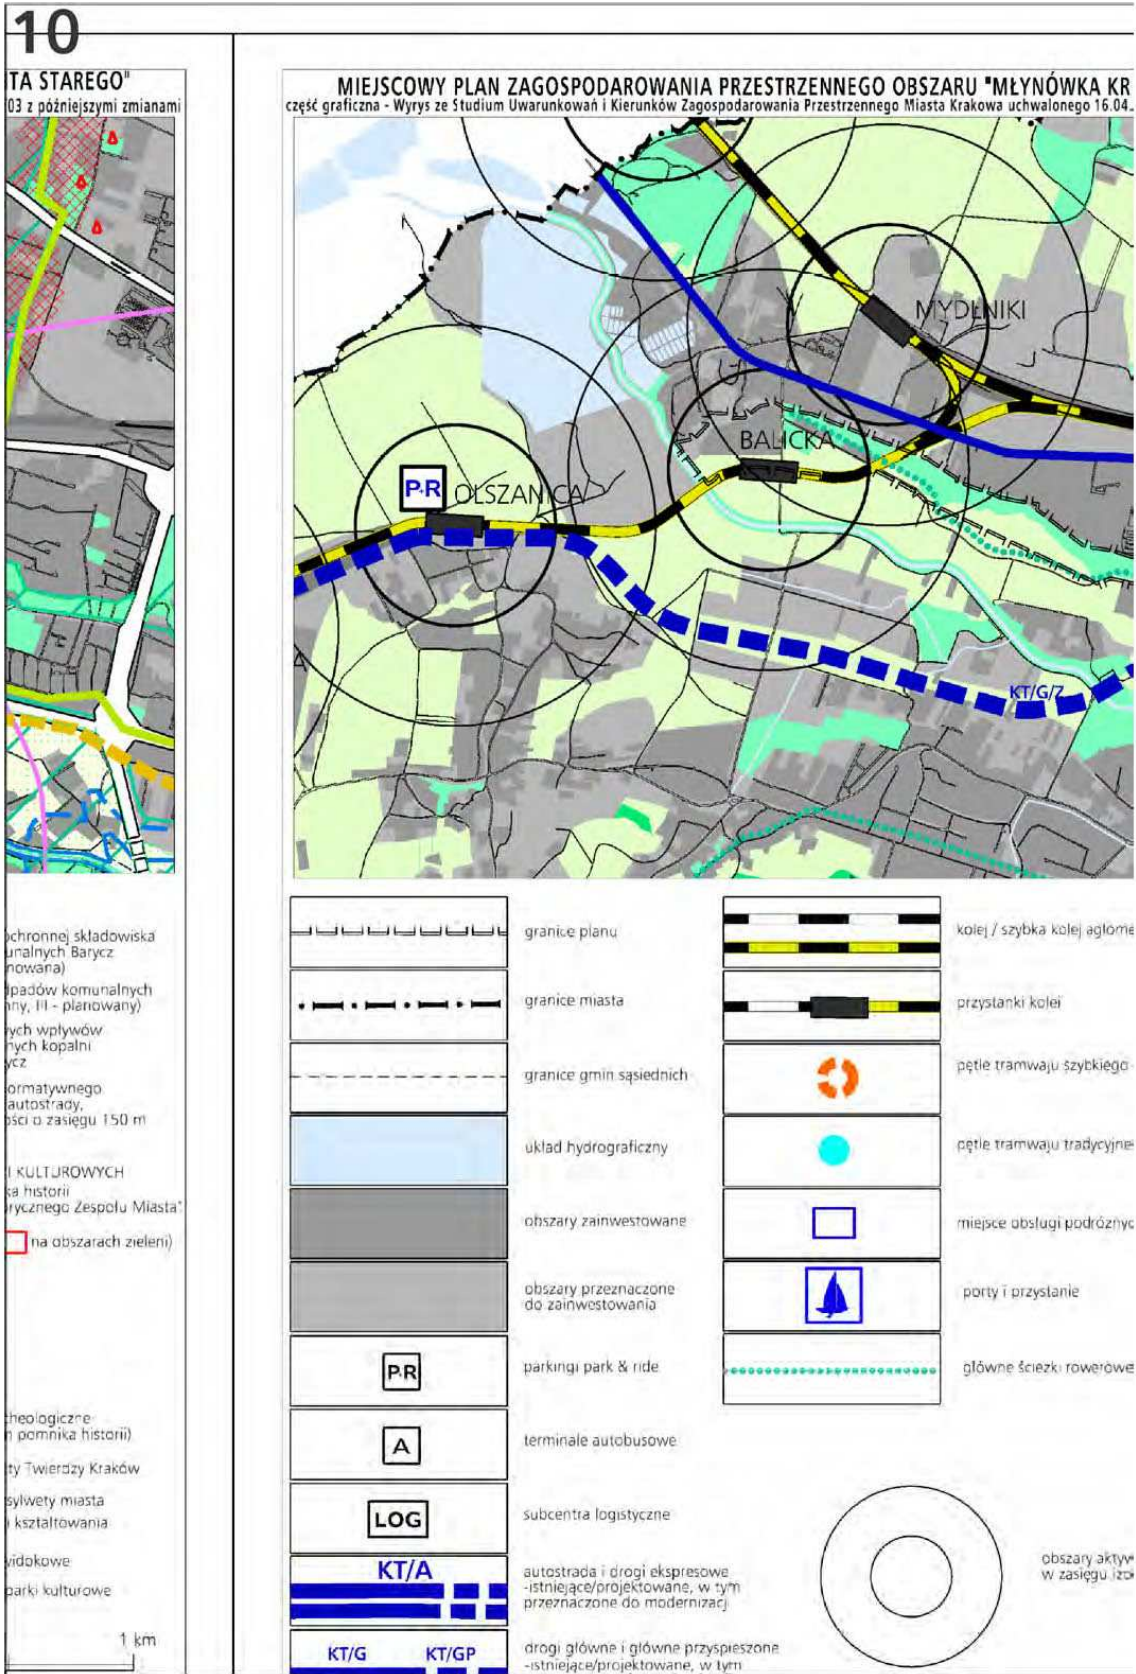 10
TA STAREGO"
03 z późniejszymi zmianami
MIEJSCOWY PLAN ZAGOSPODAROWANIA PRZESTRZENNEGO OBSZARU "MŁYNÓWKA KR
część graficzna - Wyrys ze Studium Uwarunkowań i Kierunków Zagospodarowania Przestrzennego Miasta Krakowa uchwalonego 16.04.
MYDLNIKI
BALICKA
P+R OLSZANICA
KT/G/Z
ochronnej składowiska
unalnych Barycz
nowana)
dpadów komunalnych
nny, III - planowany)
ych wpływów
nych kopalni
ycz
ormatywnego
autostrady,
ości o zasięgu 150 m
I KULTUROWYCH
ka historii
rycznego Zespołu Miasta"
na obszarach zieleni)
cheologiczne
n pomnika historii)
ty Twierdzy Kraków
sylwety miasta
i kształtowania
widokowe
parki kulturowe
1 km
granice planu
granice miasta
granice gmin sąsiednich
układ hydrograficzny
obszary zainwestowane
obszary przeznaczone
do zainwestowania
P+R
parkingi park & ride
A
terminale autobusowe
LOG
subcentra logistyczne
KT/A
autostrada i drogi ekspresowe
-istniejące/projektowane, w tym
przeznaczone do modernizacj
KT/G KT/GP
drogi główne i główne przyspieszone
-istniejące/projektowane, w tym
kolej / szybka kolej aglome
przystanki kolei
pętle tramwaju szybkiego
pętle tramwaju tradycyjne
miejsce obsługi podróżnyc
porty i przystanie
główne ścieżki rowerowe
obszary aktyw
w zasięgu izo